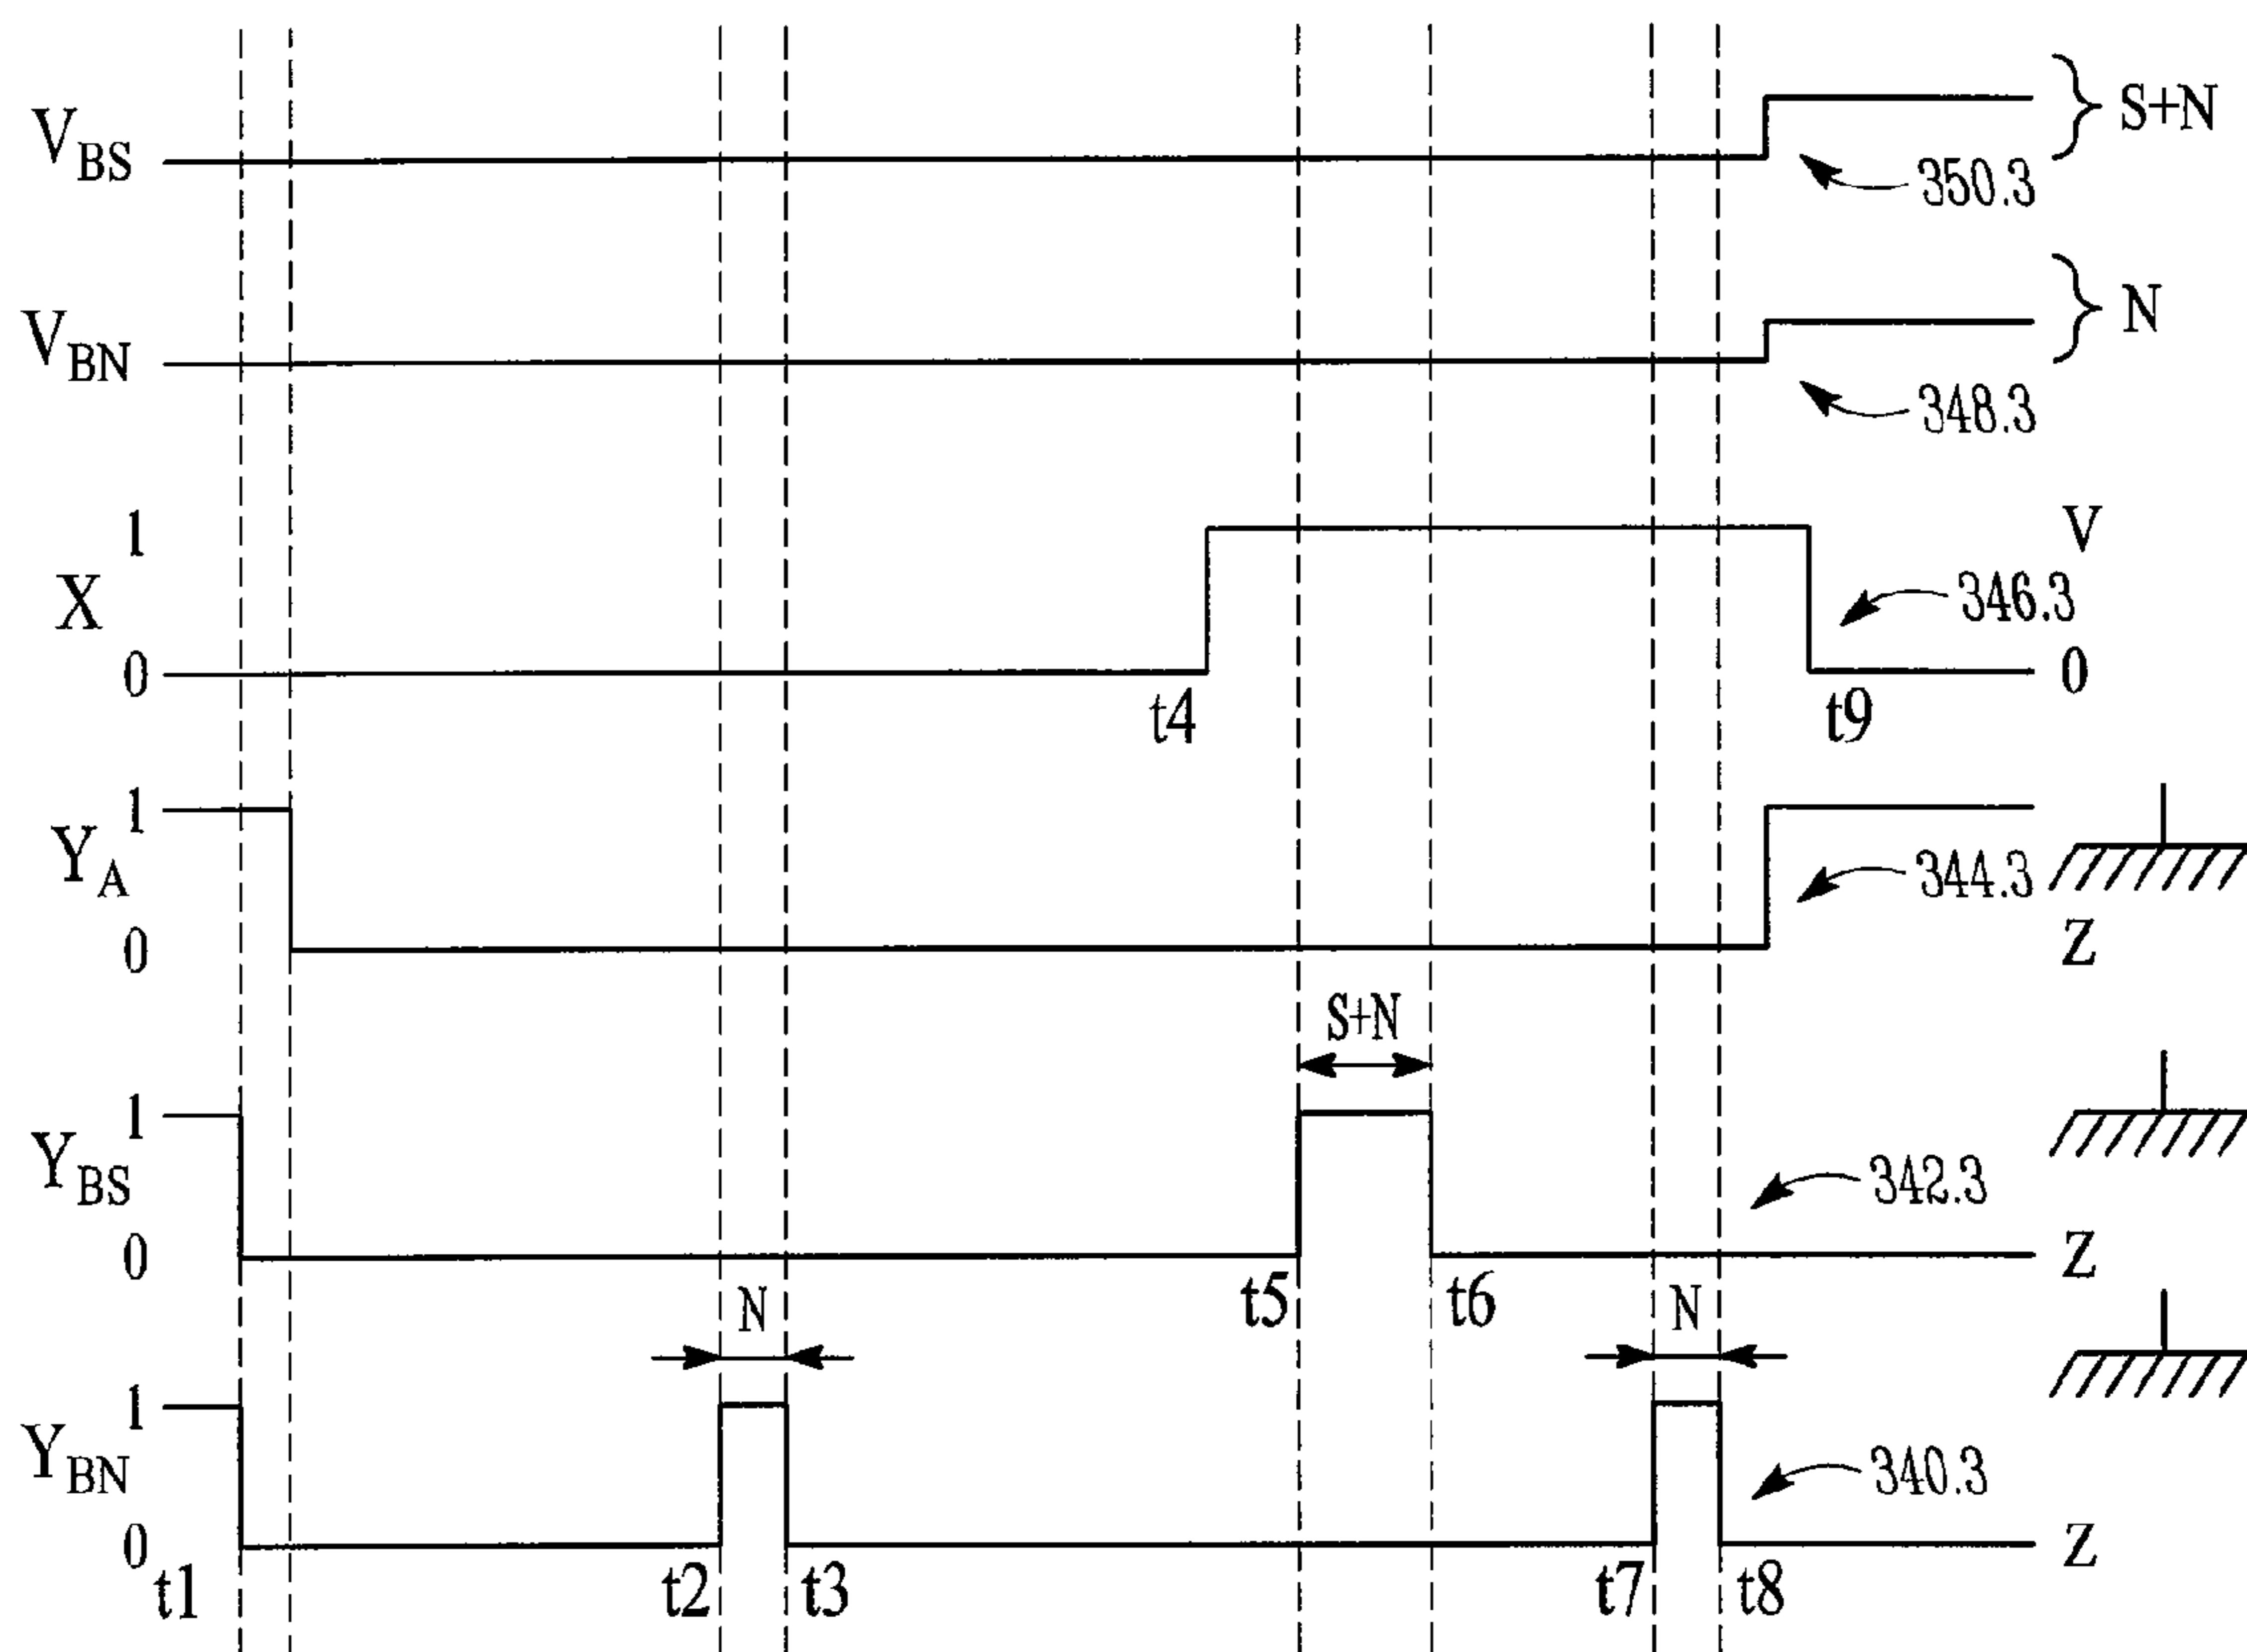 V_BS
S+N
350.3
V_BN
N
348.3
1
V
X
346.3
0
0
t4
t9
1
Y_A
344.3
0
Z
S+N
1
Y_BS
342.3
0
Z
t5
t6
N
N
1
Y_BN
340.3
0
Z
t1
t2
t3
t7
t8